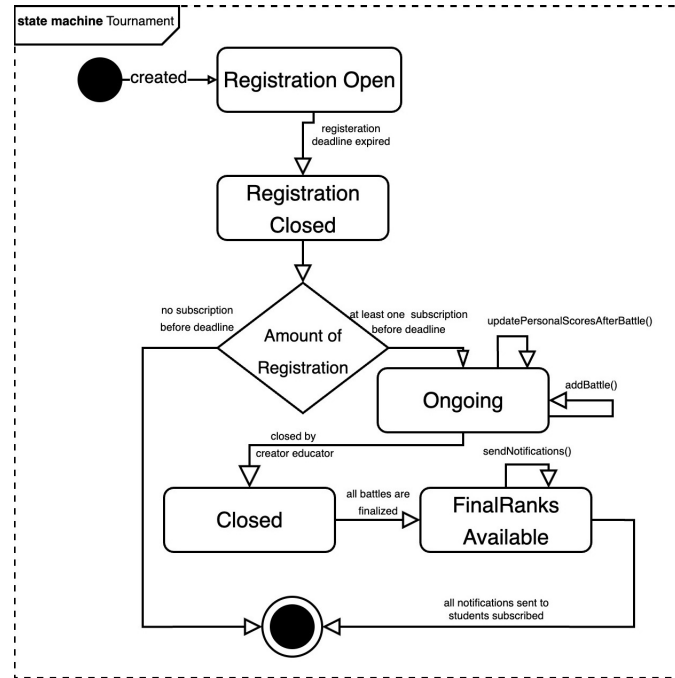 state machine Tournament
created
Registration Open
registeration
deadline expired
Registration
Closed
no subscription
before deadline
at least one subscription
before deadline
Amount of
Registration
updatePersonalScoresAfterBattle()
addBattle()
Ongoing
closed by
creator educator
sendNotifications()
Closed
all battles are
finalized
FinalRanks
Available
all notifications sent to
students subscribed